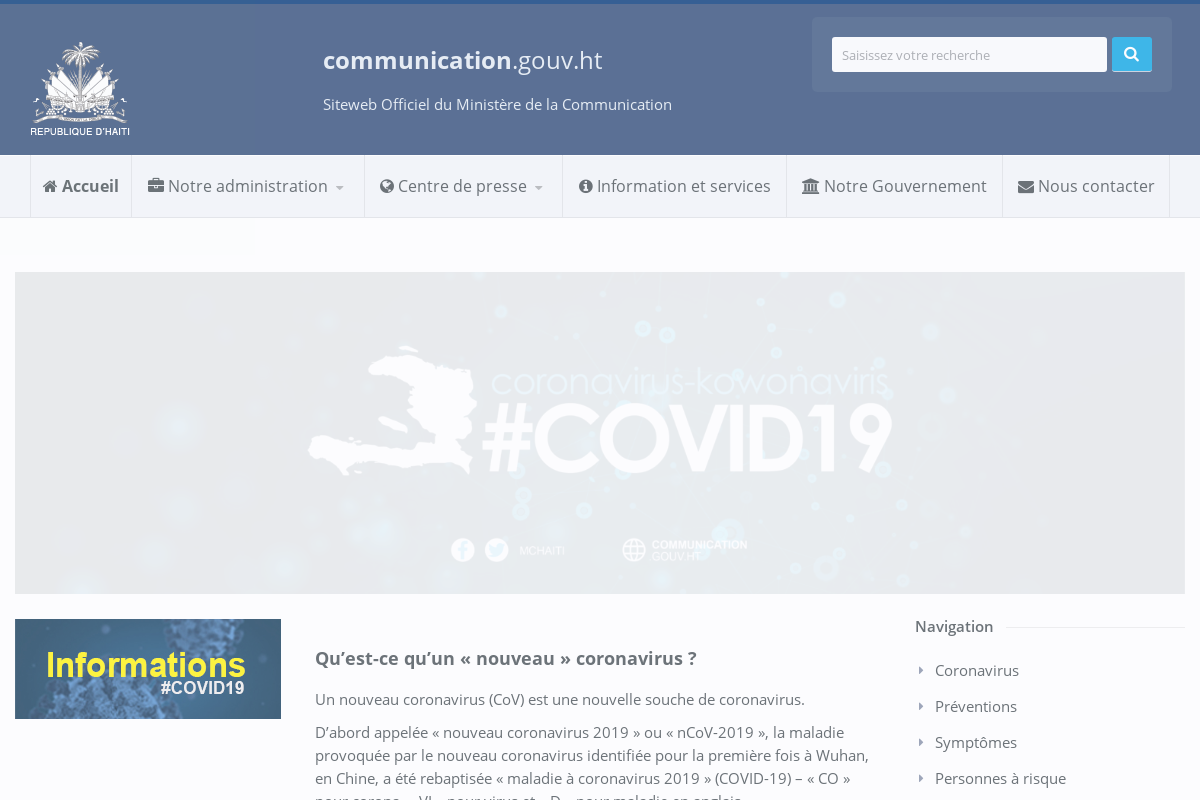 REPUBLIQUE D'HAITI
communication.gouv.ht
Siteweb Officiel du Ministère de la Communication
Saisissez votre recherche
Accueil
Notre administration
Centre de presse
Information et services
Notre Gouvernement
Nous contacter
coronavirus-kowonaviris
#COVID19
MCHAITI
COMMUNICATION
GOUV.HT
Informations
#COVID19
Qu’est-ce qu’un « nouveau » coronavirus ?
Un nouveau coronavirus (CoV) est une nouvelle souche de coronavirus.
D’abord appelée « nouveau coronavirus 2019 » ou « nCoV-2019 », la maladie
provoquée par le nouveau coronavirus identifiée pour la première fois à Wuhan,
en Chine, a été rebaptisée « maladie à coronavirus 2019 » (COVID-19) – « CO »
Navigation
Coronavirus
Préventions
Symptômes
Personnes à risque